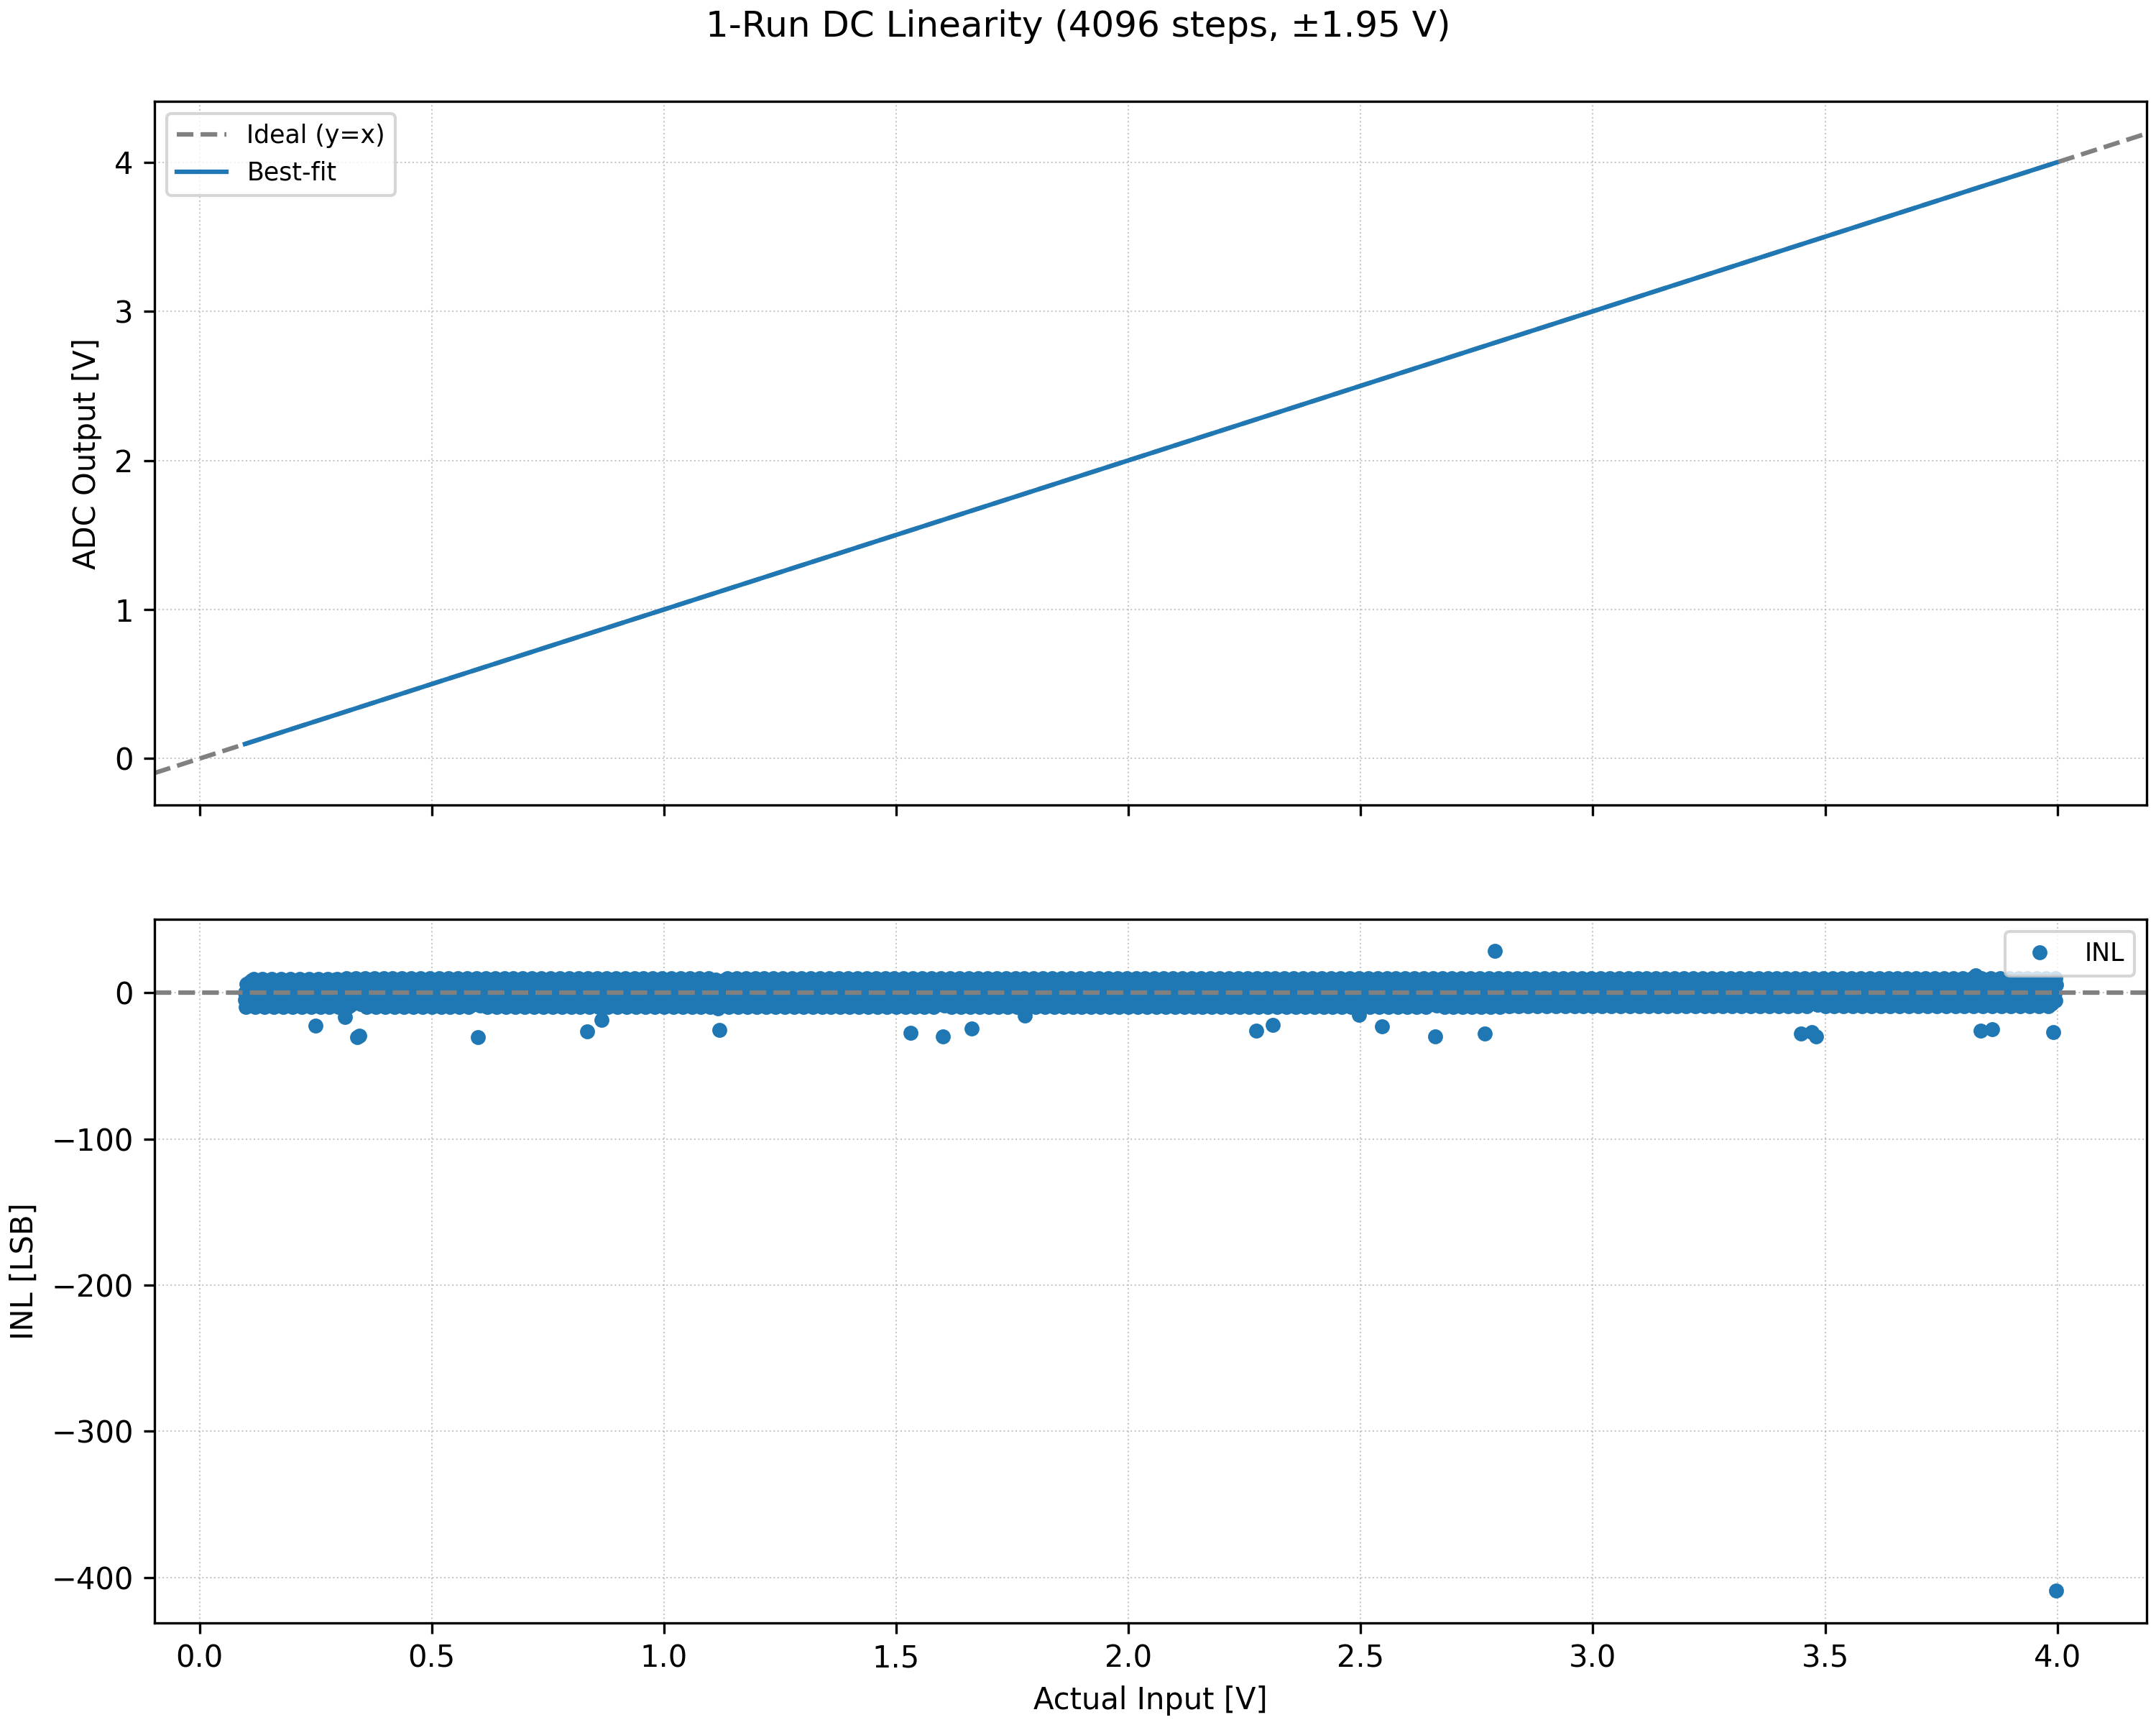 1-Run DC Linearity (4096 steps, ±1.95 V)
Ideal (y=x)
Best-fit
ADC Output [V]
4
3
2
1
0
INL
INL [LSB]
0
−100
−200
−300
−400
0.0 0.5 1.0 1.5 2.0 2.5 3.0 3.5 4.0
Actual Input [V]